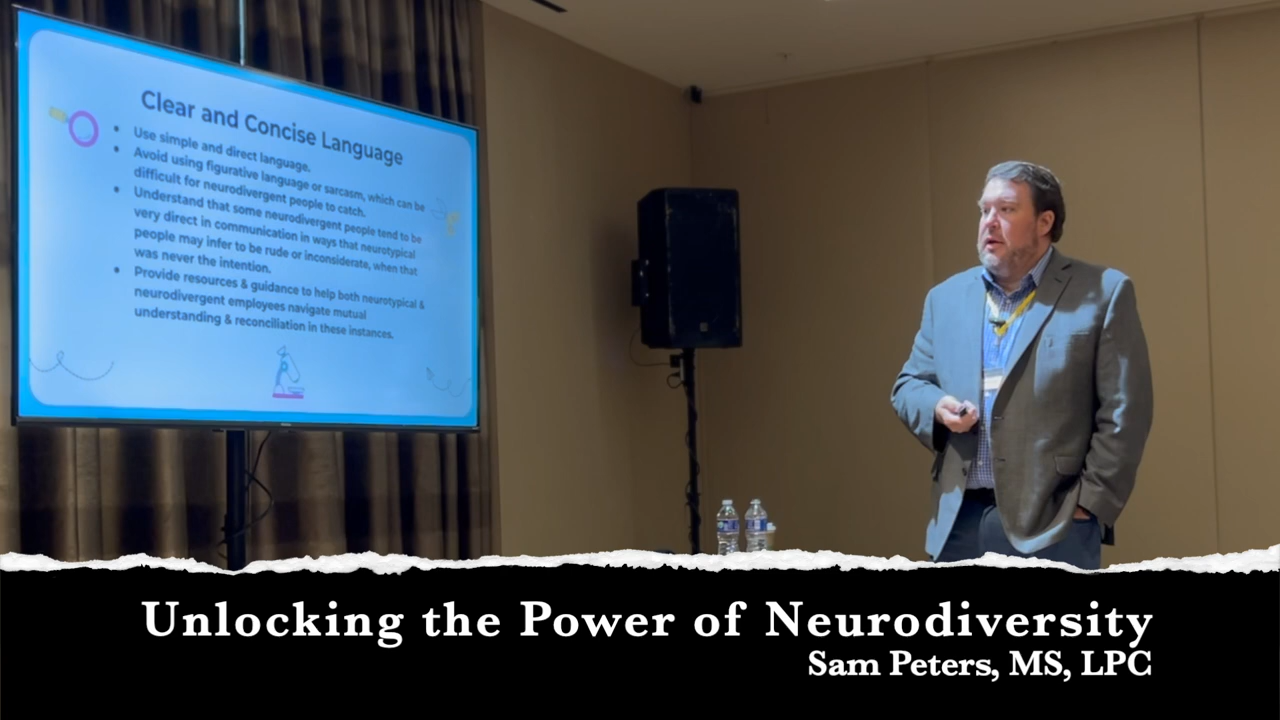 Clear and Concise Language
Use simple and direct language.
Avoid using figurative language or sarcasm, which can be
difficult for neurodivergent people to catch.
Understand that some neurodivergent people tend to be
very direct in communication in ways that neurotypical
people may infer to be rude or inconsiderate, when that
was never the intention.
Provide resources & guidance to help both neurotypical &
neurodivergent employees navigate mutual
understanding & reconciliation in these instances.
Unlocking the Power of Neurodiversity
Sam Peters, MS, LPC